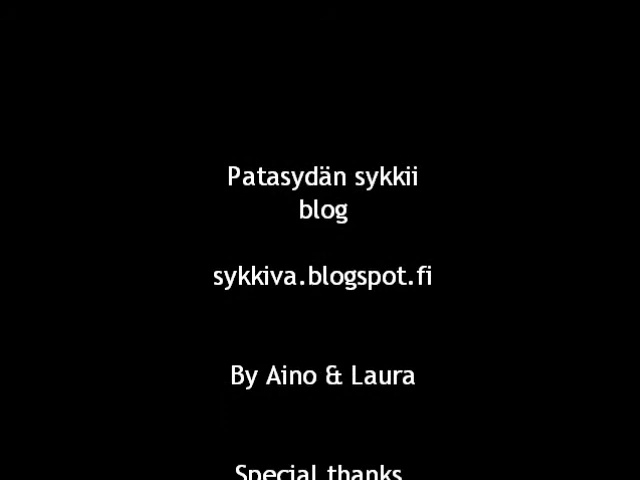 Patasydän sykkii
blog
sykkiva.blogspot.fi
By Aino & Laura
Special thanks